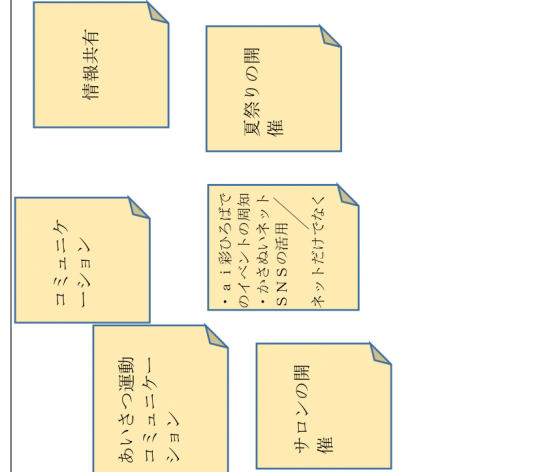 情報共有
夏祭りの開
催
コミュニケ
ーション
・ａｉ彩ひろばで
のイベントの周知
・かさぬいネット
ＳＮＳの活用
ネットだけでなく
あいさつ運動
コミュニケー
ション
サロンの開
催